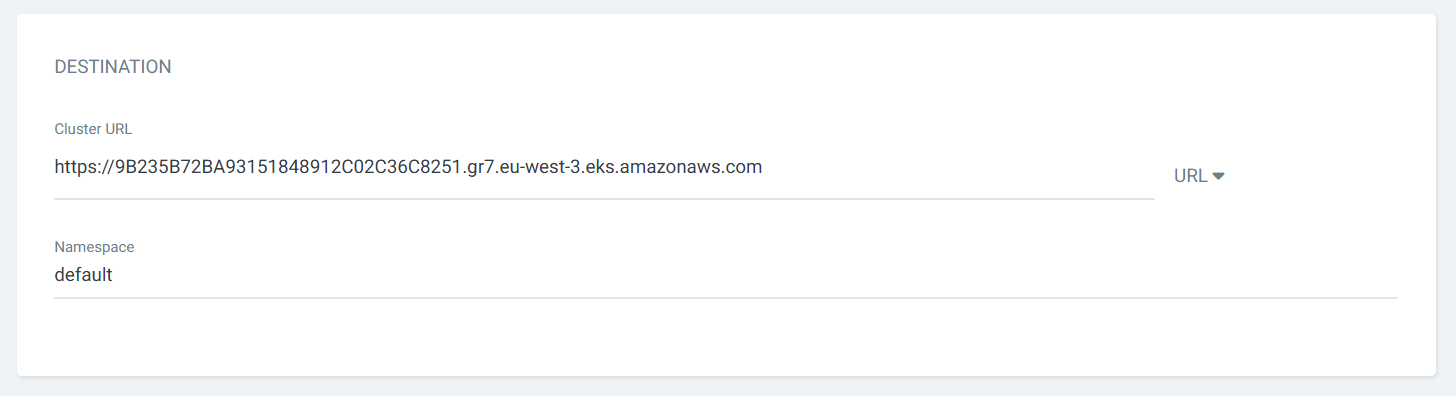 DESTINATION
Cluster URL
https://9B235B72BA93151848912C02C36C8251.gr7.eu-west-3.eks.amazonaws.com
URL
Namespace
default